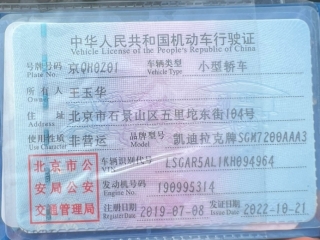 中华人民共和国机动车行驶证
Vehicle License of the People's Republic of China
号牌号码 京QH0Z01 车辆类型 小型轿车
Plate No. Vehicle Type
所有人 王玉华
Owner
住址 北京市石景山区五里坨东街104号
Address
使用性质 非营运 品牌型号 凯迪拉克牌SGM7200AAA3
Use Character Model
北京市公安局公安交通管理局
车辆识别代号 LSGAR5AL1KH094964
VIN
发动机号码 190995314
Engine No.
注册日期 2019-07-08 发证日期 2022-10-21
Register Date Issue Date